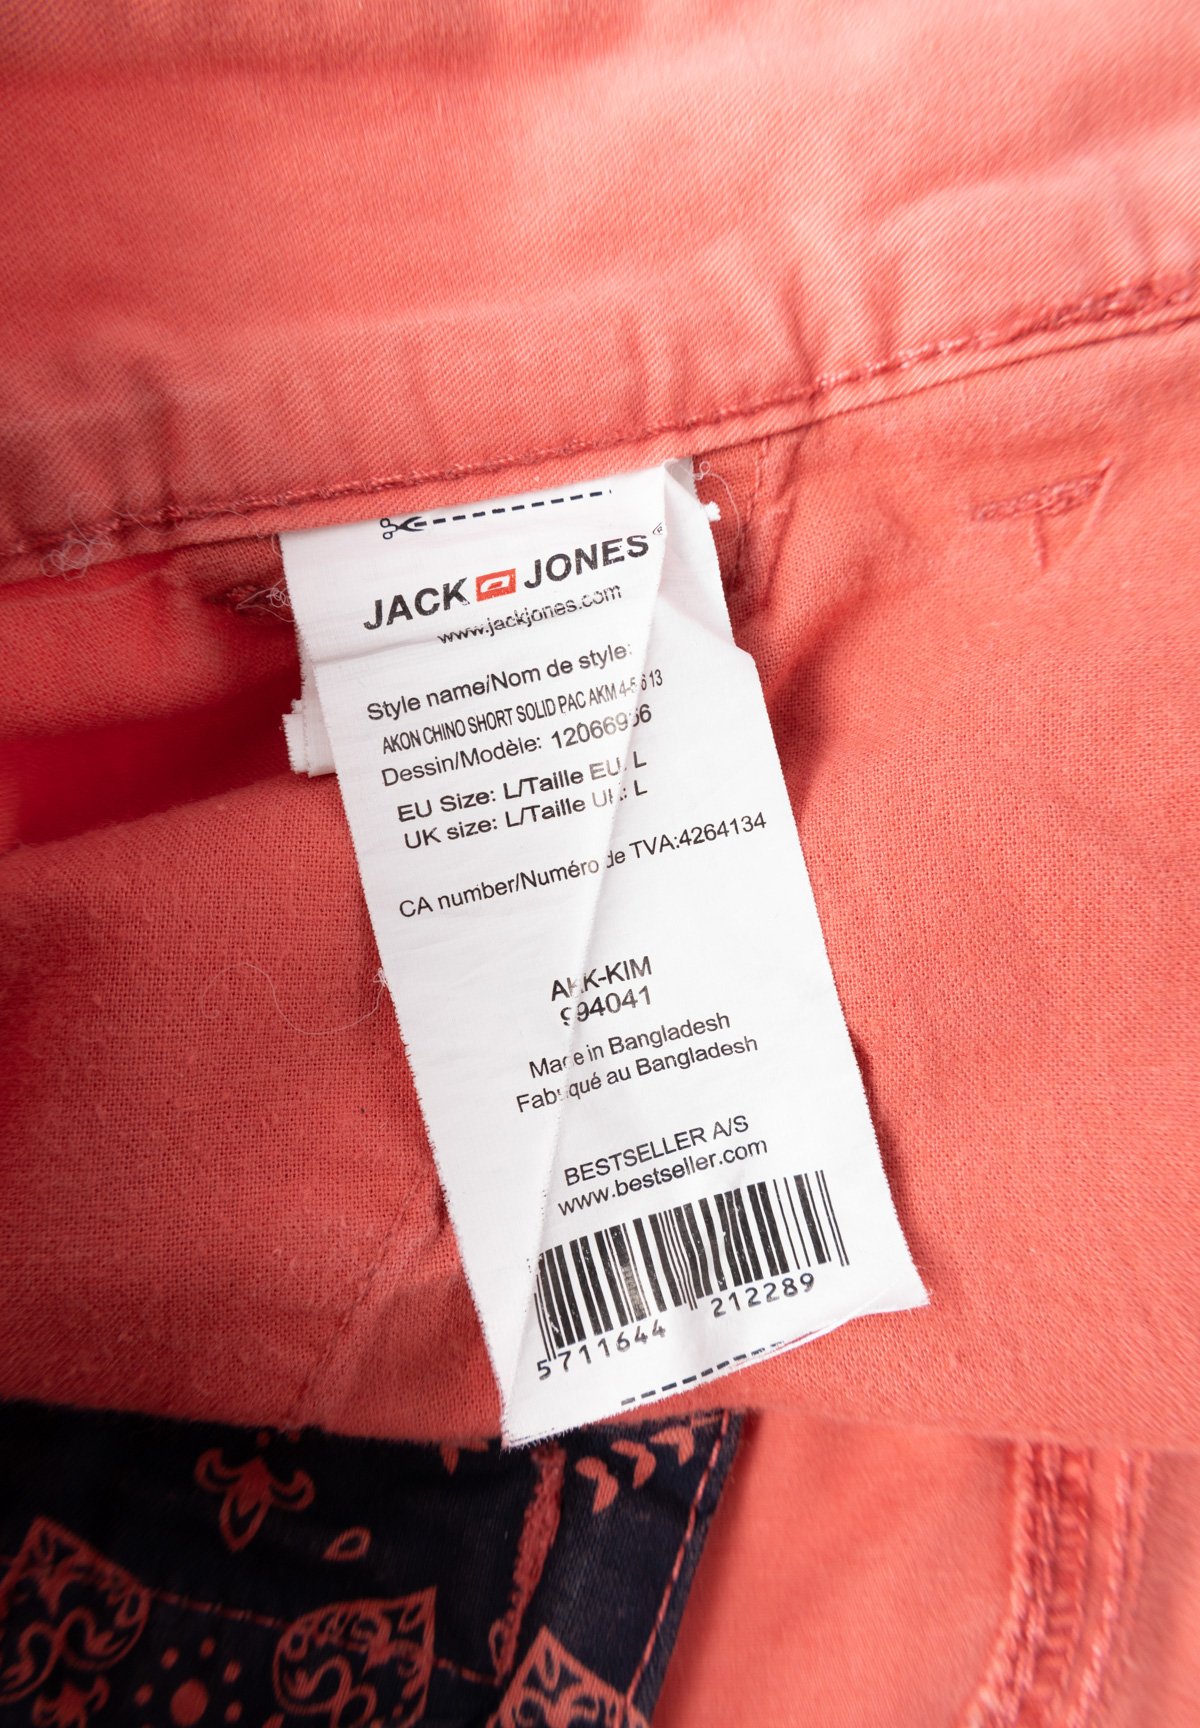 JACK JONES®
www.jackjones.com
Style name/Nom de style:
AKON CHINO SHORT SOLID PAC AKM 4-5 6 13
Dessin/Modèle:
EU Size: L/Taille EU: L
UK size: L/Taille UK: L
CA number/Numéro de TVA:4264134
AKK-KIM
994041
Made in Bangladesh
Fabriqué au Bangladesh
BESTSELLER A/S
www.bestseller.com
5711644 212289